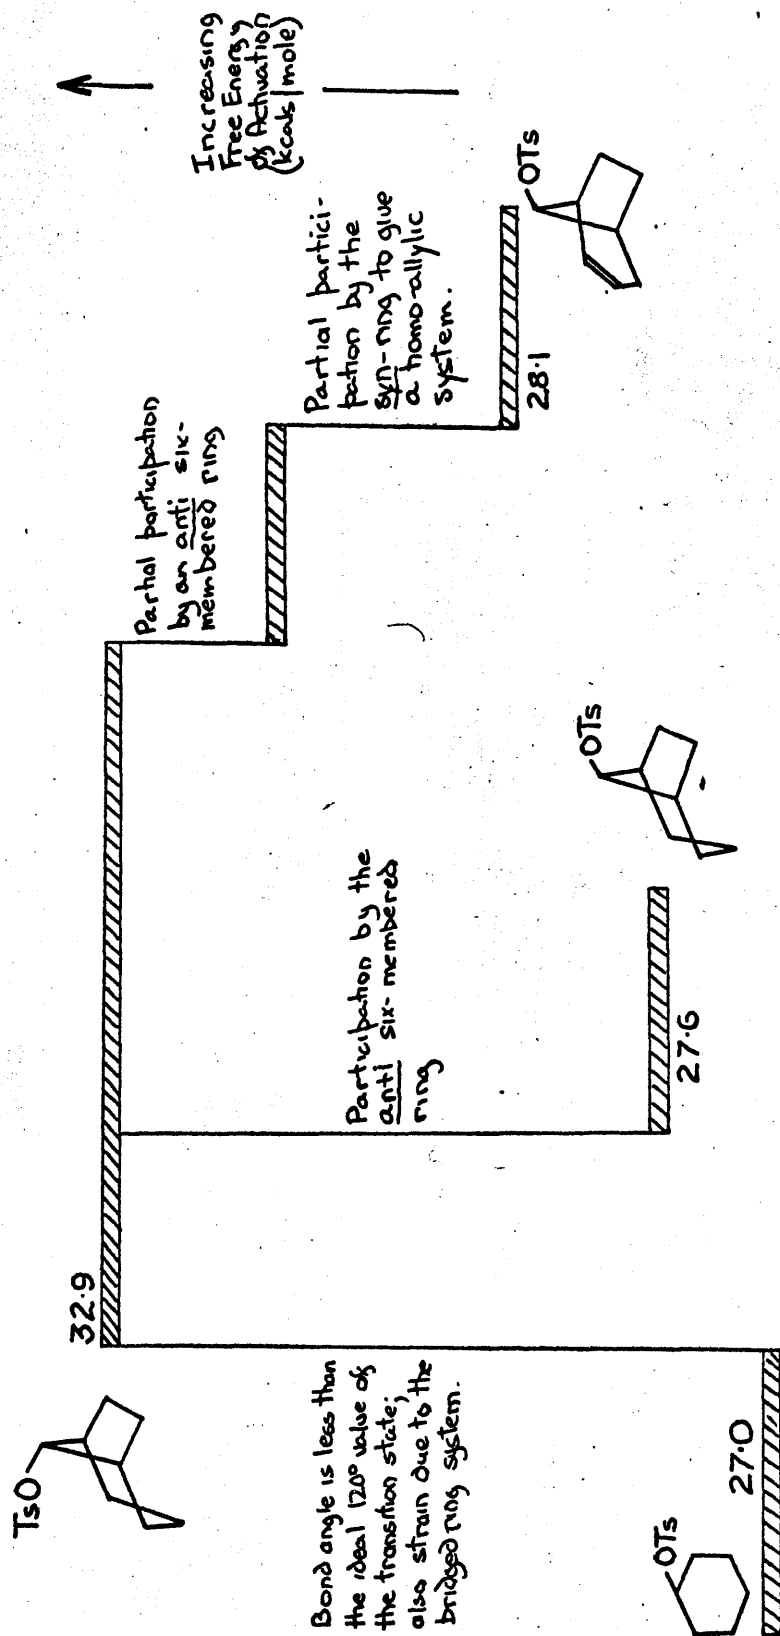 TsO
32.9
Bond angle is less than
the ideal 120° value of
the transition state;
also strain due to the
bridged ring system.
OTs
27.0
Participation by the
anti six-membered
ring
27.6
OTs
Partial participation
by an anti six-
membered ring
Partial partici-
pation by the
syn-ring to give
a homo-allylic
system.
28.1
OTs
Increasing
Free Energy
of Activation
(kcals/mole)